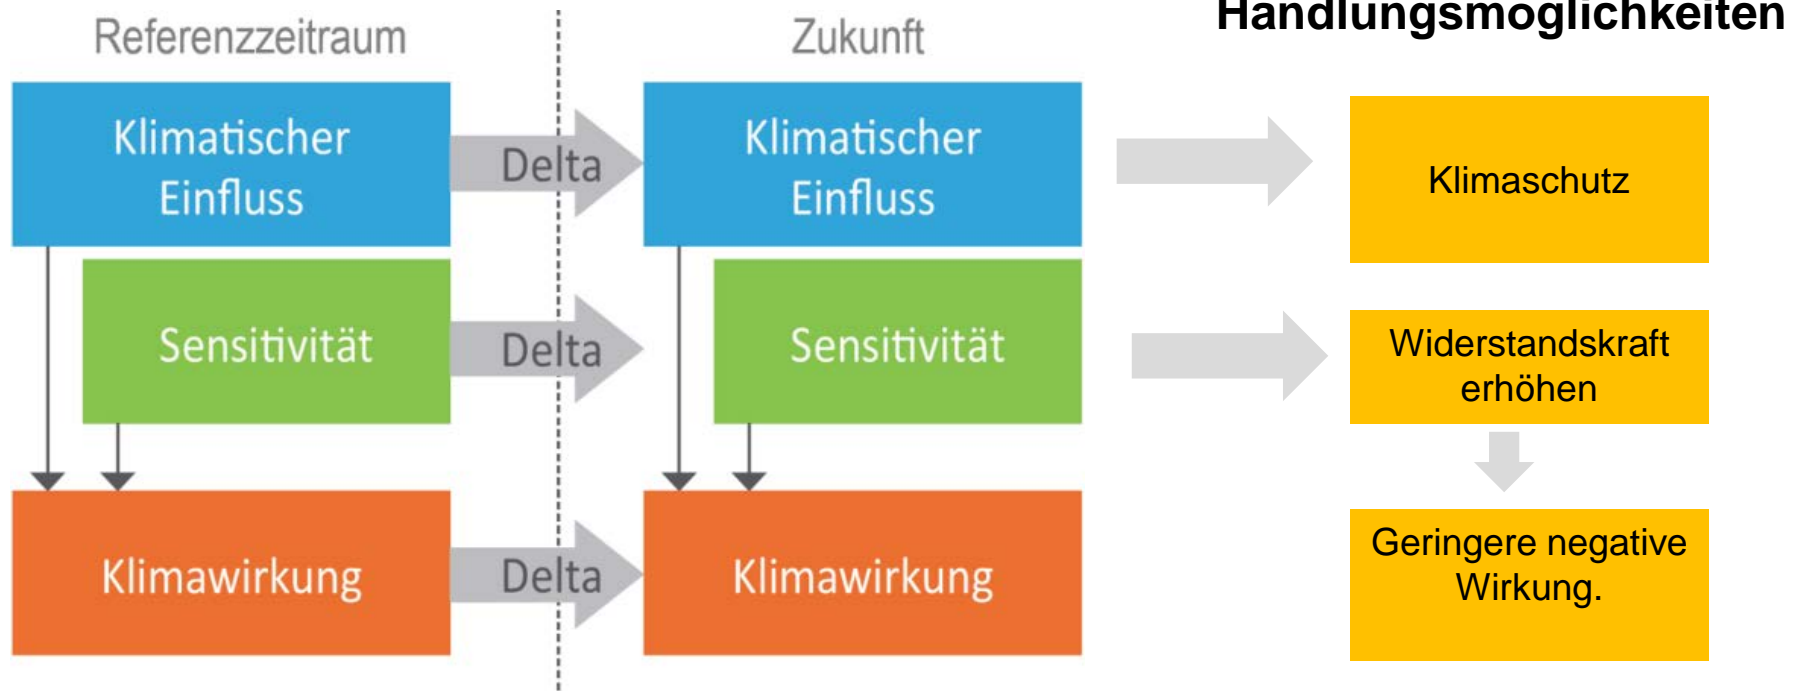 Handlungsmöglichkeiten
Referenzzeitraum
Zukunft
Klimatischer
Einfluss
Delta
Klimatischer
Einfluss
Klimaschutz
Sensitivität
Delta
Sensitivität
Widerstandskraft
erhöhen
Klimawirkung
Delta
Klimawirkung
Geringere negative
Wirkung.